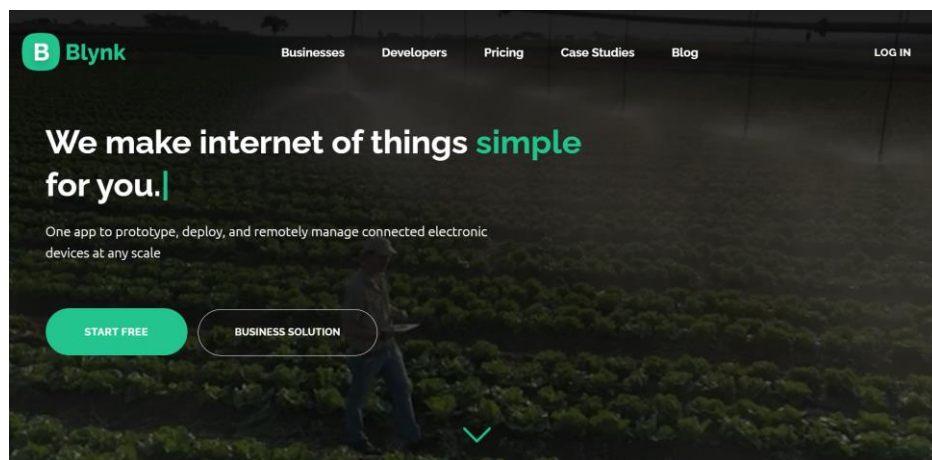 B Blynk
Businesses Developers Pricing Case Studies Blog LOG IN
We make internet of things simple
for you.
One app to prototype, deploy, and remotely manage connected electronic
devices at any scale
START FREE BUSINESS SOLUTION